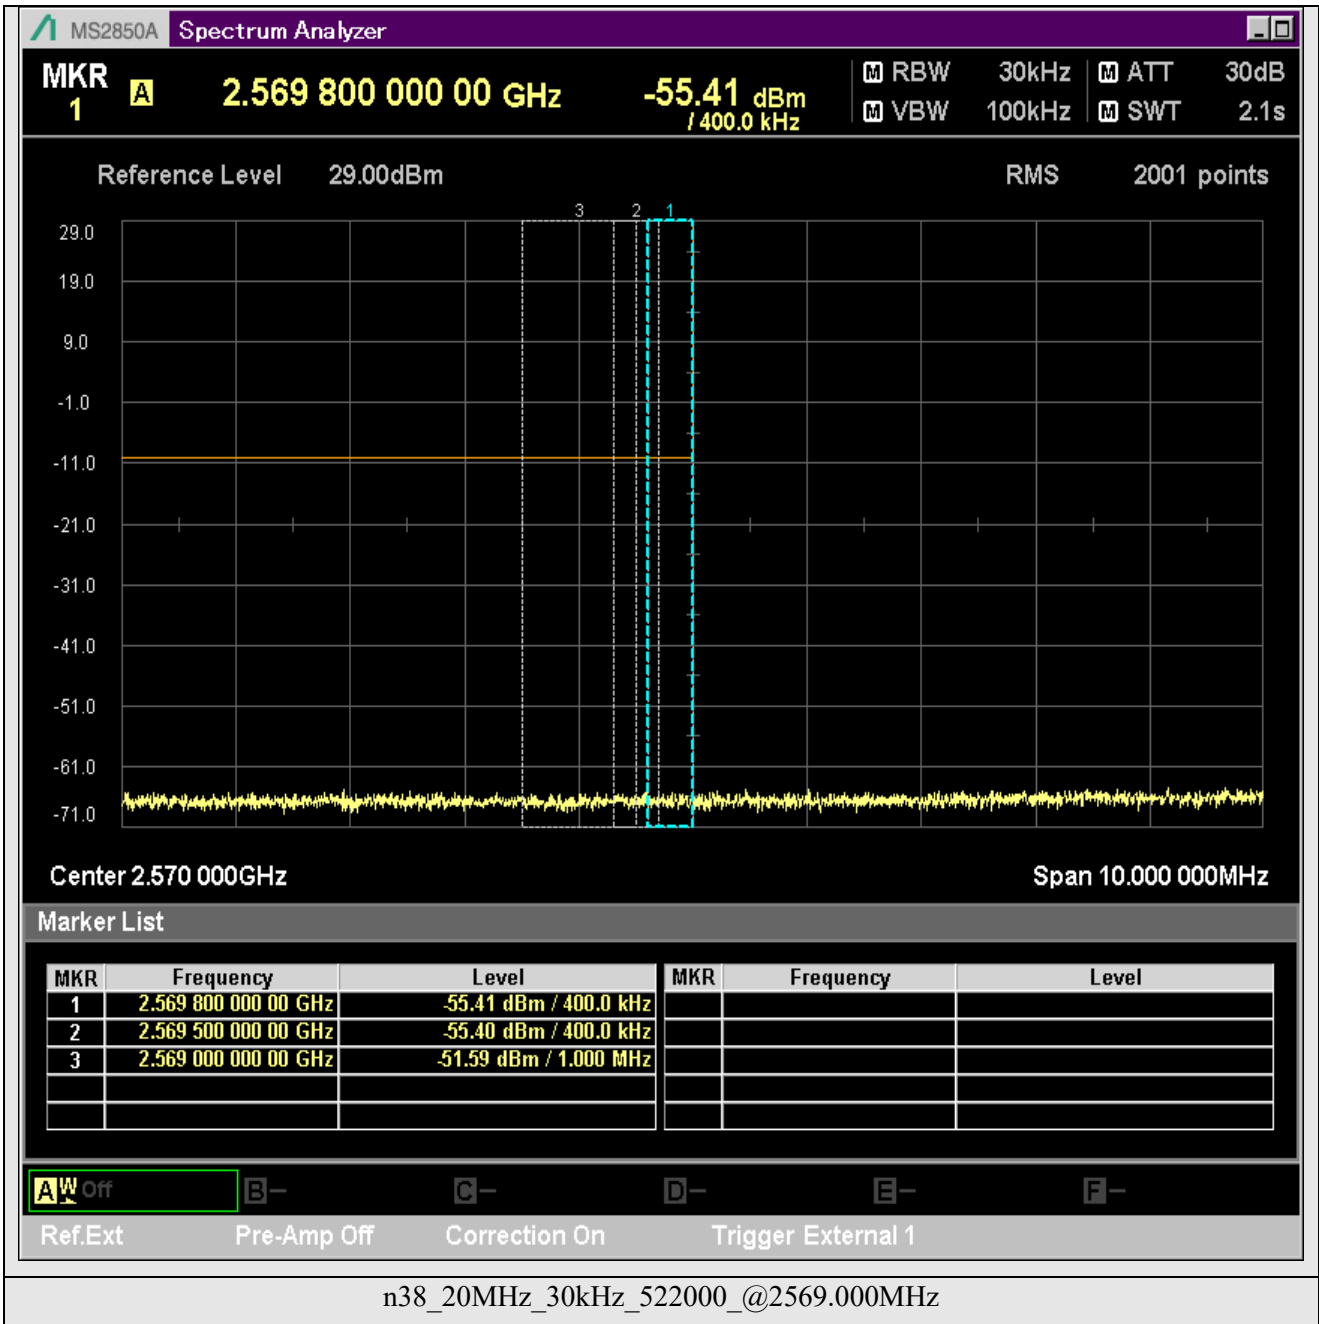 MS2850A Spectrum Analyzer
MKR 1 A 2.569 800 000 00 GHz -55.41 dBm / 400.0 kHz
M RBW 30kHz M ATT 30dB
M VBW 100kHz M SWT 2.1s
Reference Level 29.00dBm RMS 2001 points
3 2 1
29.0
19.0
9.0
-1.0
-11.0
-21.0
-31.0
-41.0
-51.0
-61.0
-71.0
Center 2.570 000GHz Span 10.000 000MHz
Marker List
MKR Frequency Level MKR Frequency Level
1 2.569 800 000 00 GHz -55.41 dBm / 400.0 kHz
2 2.569 500 000 00 GHz -55.40 dBm / 400.0 kHz
3 2.569 000 000 00 GHz -51.59 dBm / 1.000 MHz
A W Off B – C – D – E – F –
Ref.Ext Pre-Amp Off Correction On Trigger External 1
n38_20MHz_30kHz_522000_@2569.000MHz